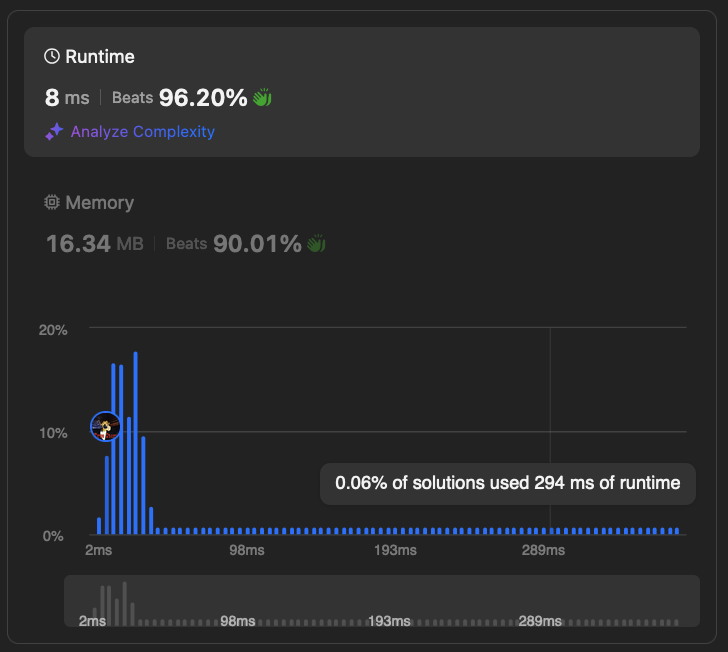 Runtime
8 ms | Beats 96.20%
Analyze Complexity
Memory
16.34 MB | Beats 90.01%
20%
10%
0.06% of solutions used 294 ms of runtime
0%
2ms 98ms 193ms 289ms
2ms 98ms 193ms 289ms